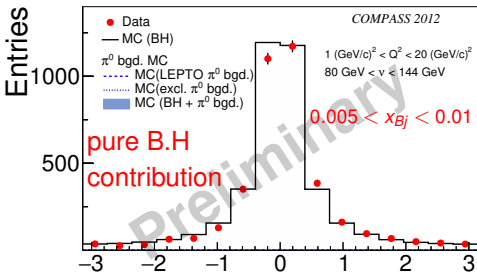 Entries
1000
500
Data
MC (BH)
π⁰ bgd. MC
MC(LEPTO π⁰ bgd.)
MC(excl. π⁰ bgd.)
MC (BH + π⁰ bgd.)
COMPASS 2012
1 (GeV/c)² < Q² < 20 (GeV/c)²
80 GeV < ν < 144 GeV
0.005 < x_Bj < 0.01
pure B.H
contribution
Preliminary
−3 −2 −1 0 1 2 3